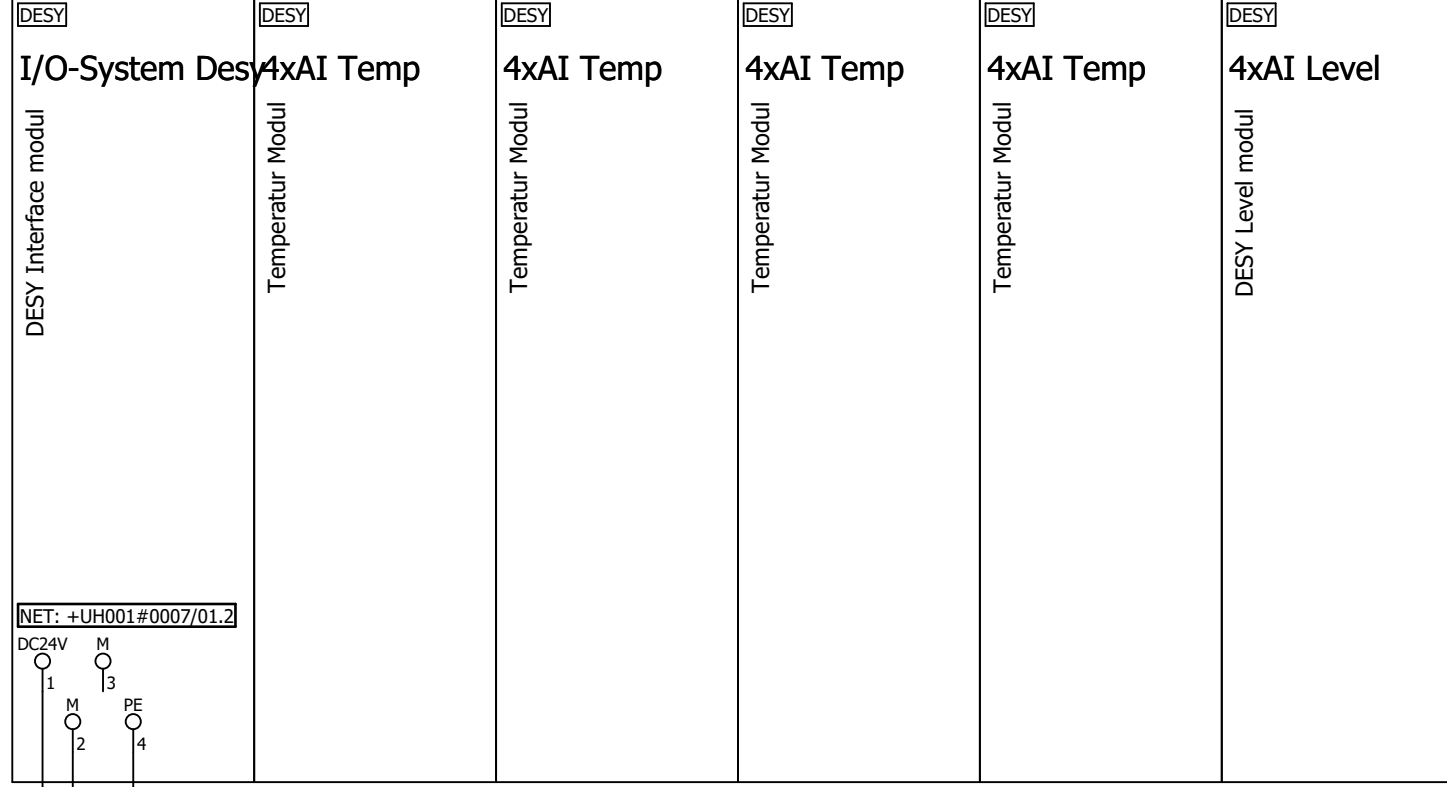 DESY
I/O-System Desy
DESY Interface modul
NET: +UH001#0007/01.2
DC24V M
1 3
M PE
2 4
DESY
4xAI Temp
Temperatur Modul
DESY
4xAI Temp
Temperatur Modul
DESY
4xAI Temp
Temperatur Modul
DESY
4xAI Temp
Temperatur Modul
DESY
4xAI Level
DESY Level modul